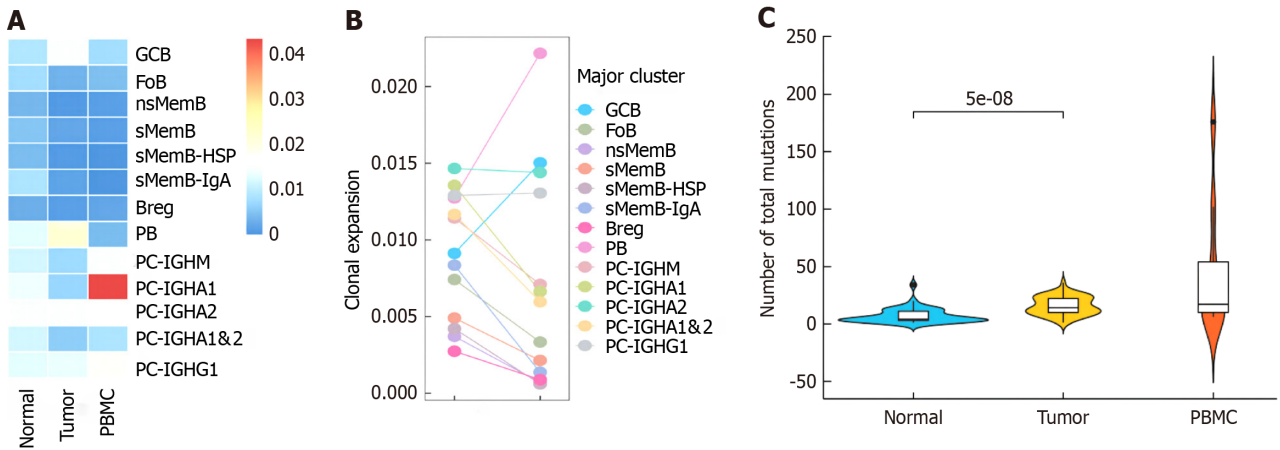 A
GCB
FoB
nsMemB
sMemB
sMemB-HSP
sMemB-IgA
Breg
PB
PC-IGHM
PC-IGHA1
PC-IGHA2
PC-IGHA1&2
PC-IGHG1
Normal
Tumor
PBMC
0.04
0.03
0.02
0.01
0
B
Clonal expansion
0.020
0.015
0.010
0.005
0.000
Major cluster
GCB
FoB
nsMemB
sMemB
sMemB-HSP
sMemB-IgA
Breg
PB
PC-IGHM
PC-IGHA1
PC-IGHA2
PC-IGHA1&2
PC-IGHG1
C
Number of total mutations
250
200
150
100
50
0
-50
5e-08
Normal
Tumor
PBMC